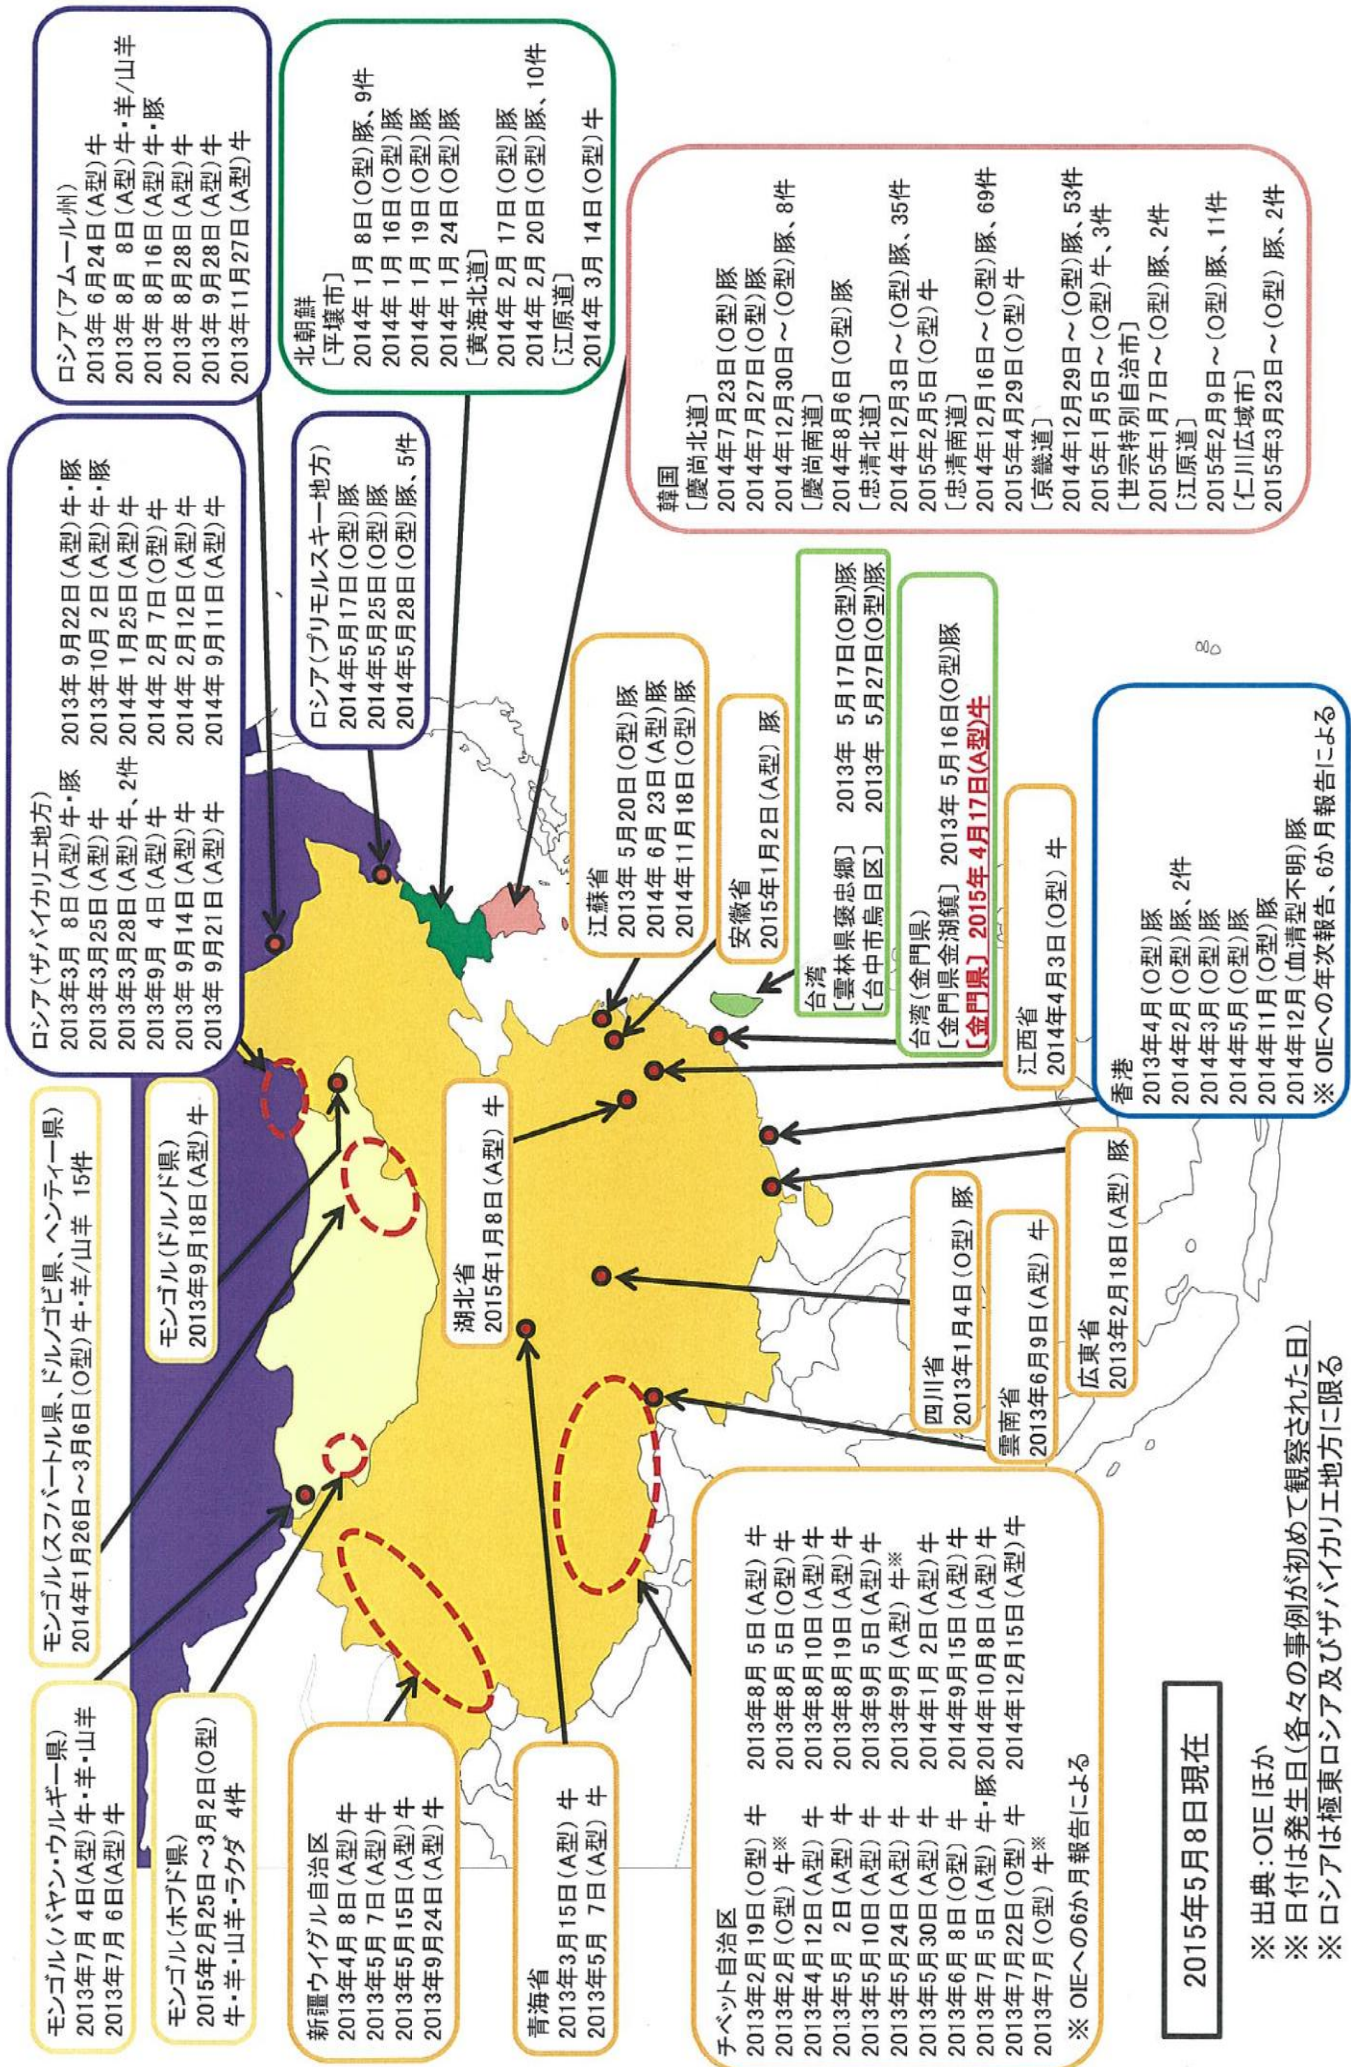 モンゴル(バヤン・ウルギー県)
2013年7月 4日(A型)牛・羊・山羊
2013年7月 6日(A型)牛
モンゴル(ホブド県)
2015年2月25日～3月2日(O型)
牛・羊・山羊・ラクダ 4件
新疆ウイグル自治区
2013年4月 8日(A型)牛
2013年5月 7日(A型)牛
2013年5月15日(A型)牛
2013年9月24日(A型)牛
青海省
2013年3月15日(A型) 牛
2013年5月 7日(A型) 牛
チベット自治区
2013年2月19日(O型) 牛
2013年2月(O型) 牛※
2013年4月12日(A型) 牛
2013年5月 2日(A型) 牛
2013年5月10日(A型) 牛
2013年5月24日(A型) 牛
2013年5月30日(A型) 牛
2013年6月 8日(O型) 牛
2013年7月 5日(A型) 牛・豚
2013年7月22日(O型) 牛
2013年7月(O型) 牛※
2013年8月 5日(A型) 牛
2013年8月 5日(O型) 牛
2013年8月10日(A型)牛
2013年8月19日(A型)牛
2013年9月 5日(A型)牛
2013年9月(A型) 牛※
2014年1月 2日(A型)牛
2014年9月15日(A型)牛
2014年10月8日(A型)牛
2014年12月15日(A型)牛
※ OIEへの6か月報告による
2015年5月8日現在
※ 出典:OIE ほか
※ 日付は発生日(各々の事例が初めて観察された日)
※ ロシアは極東ロシア及びザバイカリエ地方に限る
モンゴル(スフバートル県、ドルノゴビ県、ヘンティー県)
2014年1月26日～3月6日(O型)牛・羊/山羊 15件
モンゴル(ドルノド県)
2013年9月18日(A型)牛
湖北省
2015年1月8日(A型) 牛
四川省
2013年1月4日(O型) 豚
雲南省
2013年6月9日(A型) 牛
広東省
2013年2月18日(A型) 豚
ロシア(ザバイカリエ地方)
2013年3月 8日(A型)牛・豚
2013年3月25日(A型)牛
2013年3月28日(A型)牛、2件
2013年9月 4日(A型)牛
2013年 9月14日(A型)牛
2013年 9月21日(A型)牛
2013年 9月22日(A型)牛・豚
2013年10月 2日(A型)牛・豚
2014年 1月25日(A型)牛
2014年 2月 7日(O型)牛
2014年 2月12日(A型)牛
2014年 9月11日(A型)牛
ロシア(プリモルスキー地方)
2014年5月17日(O型)豚
2014年5月25日(O型)豚
2014年5月28日(O型)豚、5件
江蘇省
2013年 5月20日(O型)豚
2014年 6月 23日(A型)豚
2014年11月18日(O型)豚
安徽省
2015年1月2日(A型) 豚
台湾
[雲林県褒忠郷] 2013年 5月17日(O型)豚
[台中市烏日区] 2013年 5月27日(O型)豚
台湾(金門県)
[金門県金湖鎮] 2013年 5月16日(O型)豚
[金門県] 2015年 4月17日(A型)牛
江西省
2014年4月3日(O型) 牛
香港
2013年4月(O型)豚
2014年2月(O型)豚、2件
2014年3月(O型)豚
2014年5月(O型)豚
2014年11月(O型)豚
2014年12月(血清型不明)豚
※ OIEへの年次報告、6か月報告による
ロシア(アムール州)
2013年 6月24日(A型)牛
2013年 8月 8日(A型)牛・羊/山羊
2013年 8月16日(A型)牛・豚
2013年 8月28日(A型)牛
2013年 9月28日(A型)牛
2013年11月27日(A型)牛
北朝鮮
[平壌市]
2014年 1月 8日(O型)豚、9件
2014年 1月 16日(O型)豚
2014年 1月 19日(O型)豚
2014年 1月 24日(O型)豚
[黄海北道]
2014年 2月 17日(O型)豚
2014年 2月 20日(O型)豚、10件
[江原道]
2014年 3月 14日(O型)牛
韓国
[慶尚北道]
2014年7月23日(O型)豚
2014年7月27日(O型)豚
2014年12月30日～(O型)豚、8件
[慶尚南道]
2014年8月6日(O型)豚
[忠清北道]
2014年12月3日～(O型)豚、35件
2015年2月5日(O型)牛
[忠清南道]
2014年12月16日～(O型)豚、69件
2015年4月29日(O型)牛
[京畿道]
2014年12月29日～(O型)豚、53件
2015年1月5日～(O型)牛、3件
[世宗特別自治市]
2015年1月7日～(O型)豚、2件
[江原道]
2015年2月9日～(O型)豚、11件
[仁川広域市]
2015年3月23日～(O型) 豚、2件